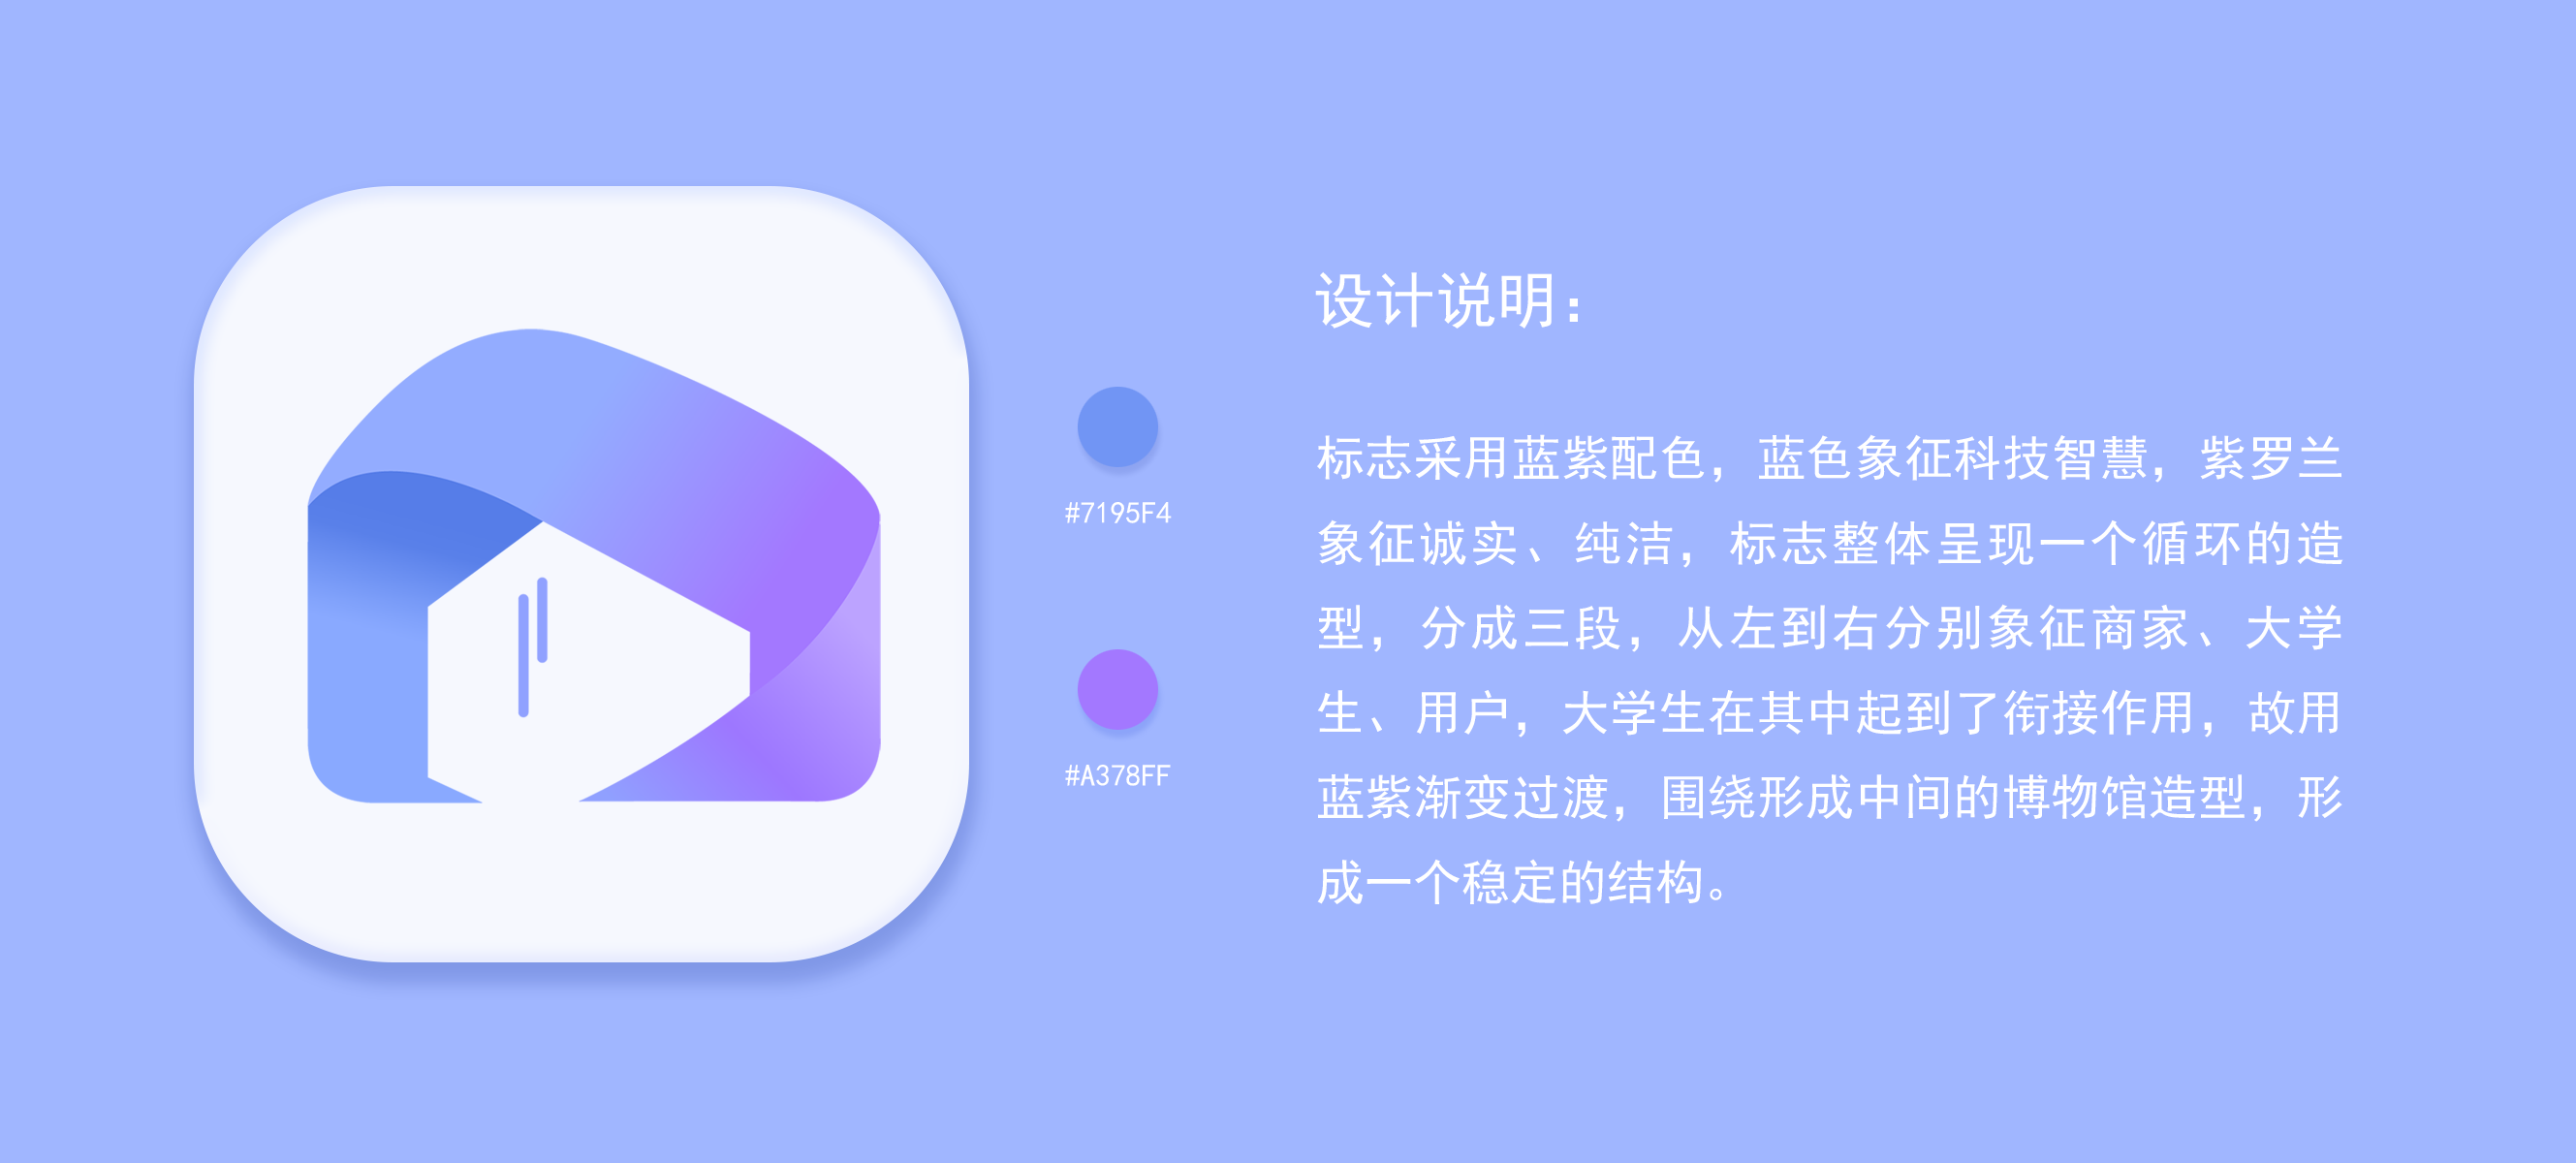 设计说明：
#7195F4
#A378FF
标志采用蓝紫配色，蓝色象征科技智慧，紫罗兰
象征诚实、纯洁，标志整体呈现一个循环的造
型，分成三段，从左到右分别象征商家、大学
生、用户，大学生在其中起到了衔接作用，故用
蓝紫渐变过渡，围绕形成中间的博物馆造型，形
成一个稳定的结构。